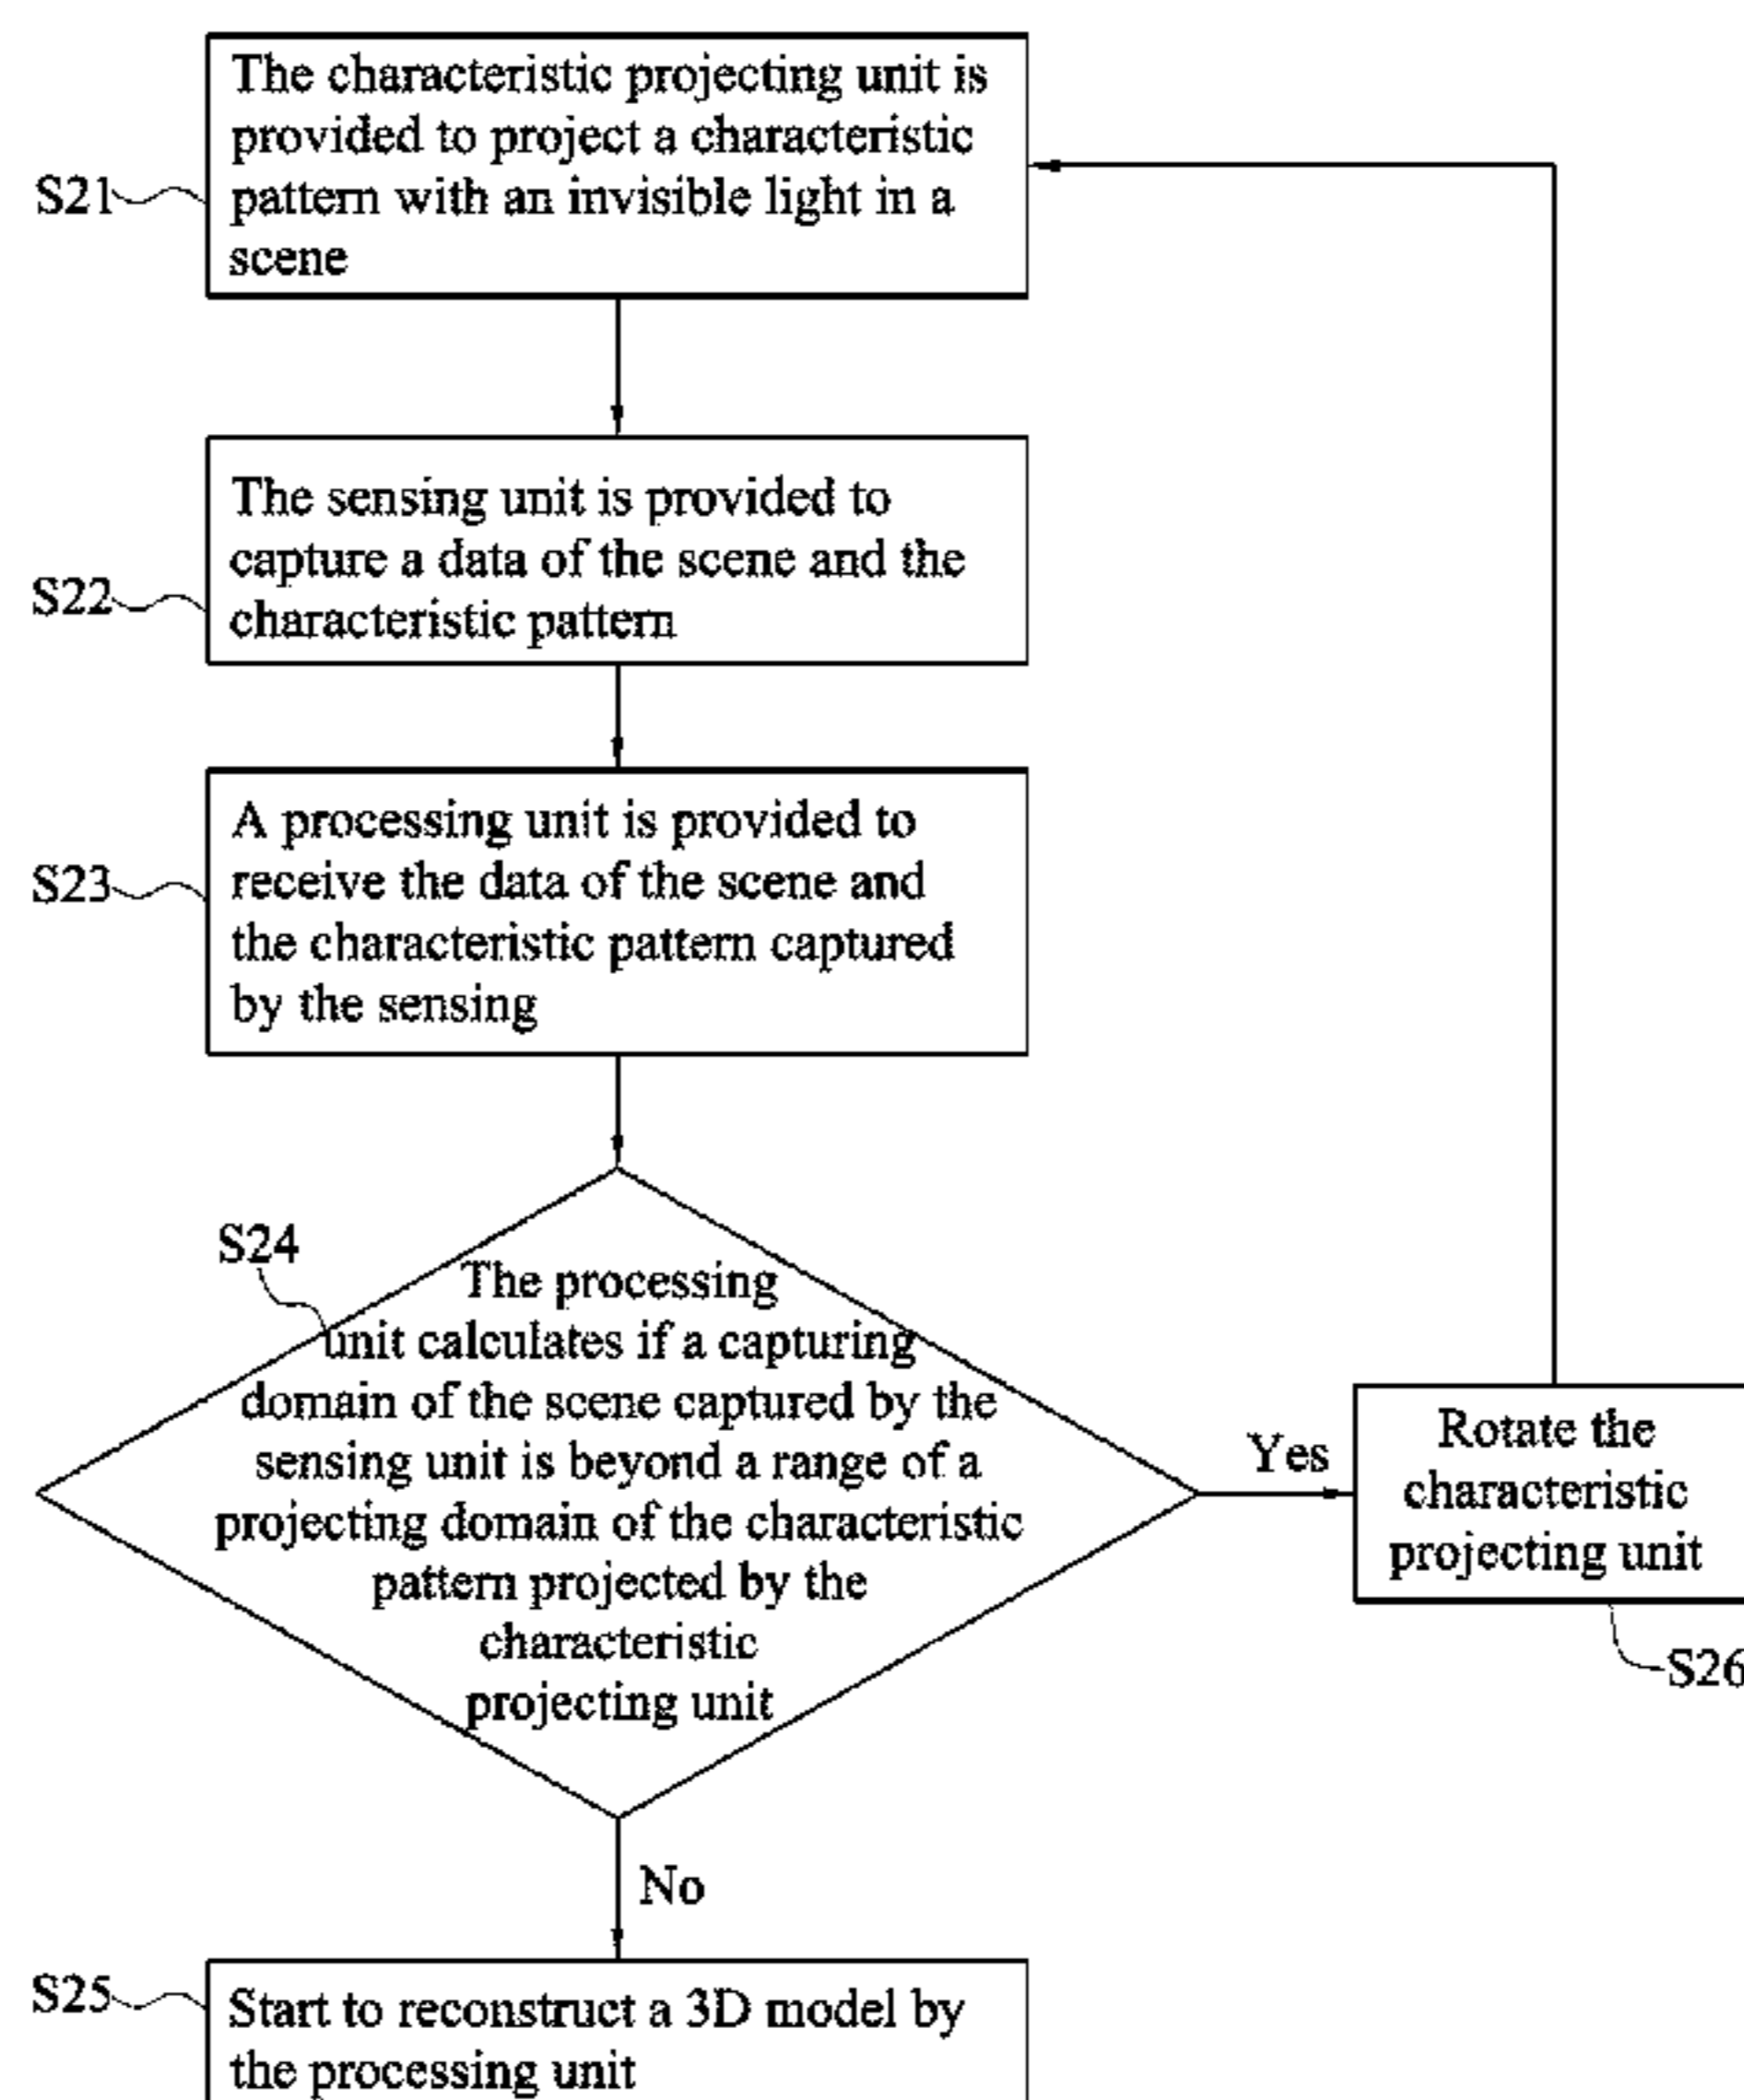 The characteristic projecting unit is
provided to project a characteristic
pattern with an invisible light in a
scene
S21
The sensing unit is provided to
capture a data of the scene and the
characteristic pattern
S22
A processing unit is provided to
receive the data of the scene and
the characteristic pattern captured
by the sensing
S23
S24
The processing
unit calculates if a capturing
domain of the scene captured by the
sensing unit is beyond a range of a
projecting domain of the characteristic
pattern projected by the
characteristic
projecting unit
Yes
Rotate the
characteristic
projecting unit
S26
No
S25
Start to reconstruct a 3D model by
the processing unit